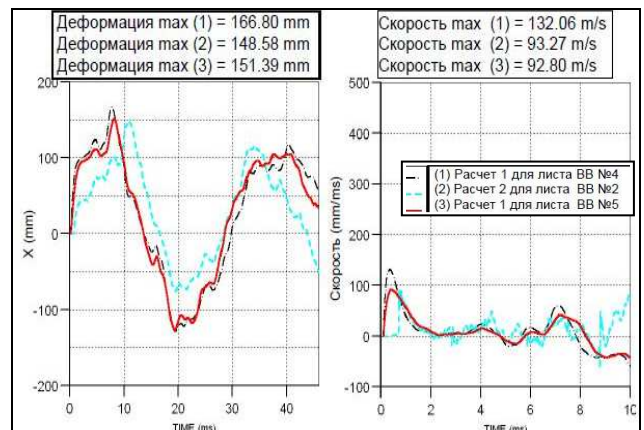 Деформация max (1) = 166.80 mm
Деформация max (2) = 148.58 mm
Деформация max (3) = 151.39 mm
Скорость max (1) = 132.06 m/s
Скорость max (2) = 93.27 m/s
Скорость max (3) = 92.80 m/s
200
100
0
-100
-200
X (mm)
0 10 20 30 40
TIME (ms)
500
400
300
200
100
0
-100
Скорость (mm/ms)
(1) Расчет 1 для листа ВВ №4
(2) Расчет 2 для листа ВВ №2
(3) Расчет 1 для листа ВВ №5
0 2 4 6 8 10
TIME (ms)